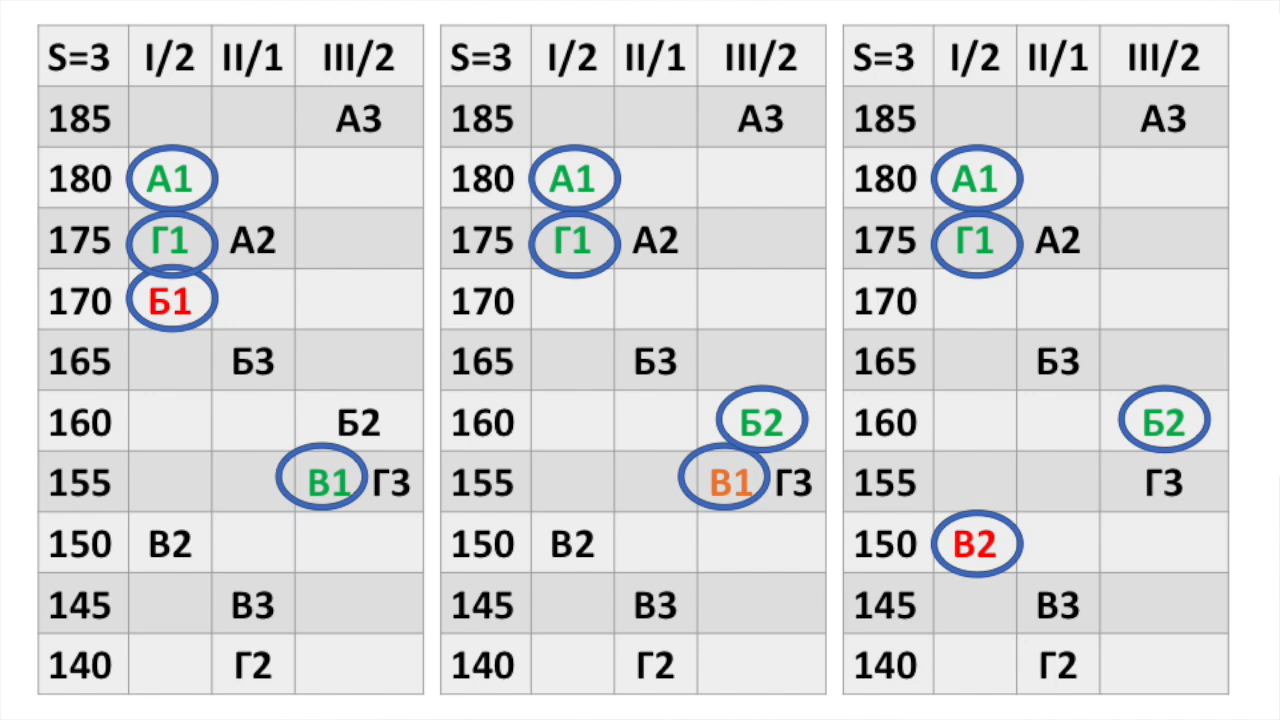 S=3 I/2 II/1 III/2 S=3 I/2 II/1 III/2 S=3 I/2 II/1 III/2
185 А3 185 А3 185 А3
180 А1 180 А1 180 А1
175 Г1 А2 175 Г1 А2 175 Г1 А2
170 Б1 170 170
165 Б3 165 Б3 165 Б3
160 Б2 160 Б2 160 Б2
155 В1 Г3 155 В1 Г3 155 Г3
150 В2 150 В2 150 В2
145 В3 145 В3 145 В3
140 Г2 140 Г2 140 Г2